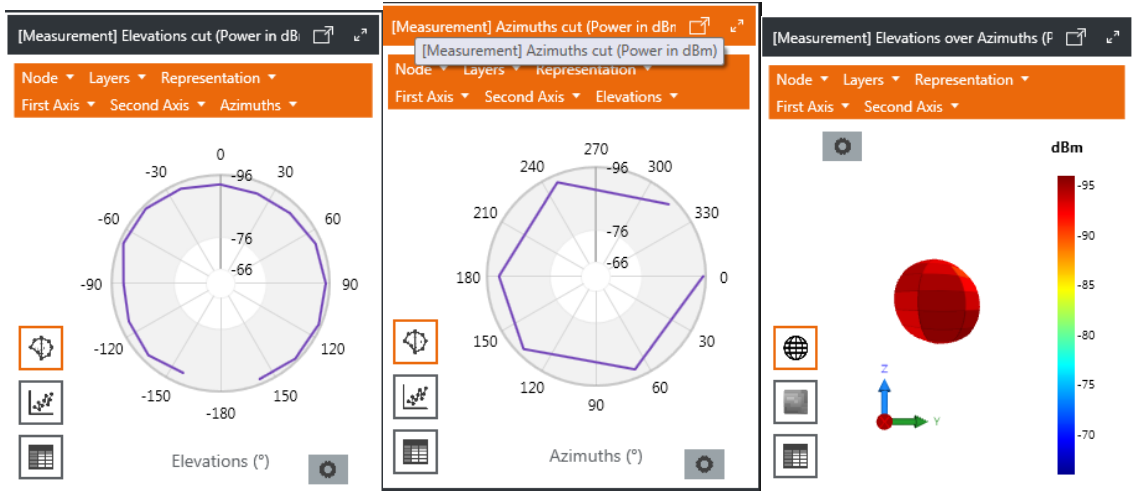 [Measurement] Elevations cut (Power in dBi
Node Layers Representation
First Axis Second Axis Azimuths
0
-30
-96
30
-60
60
-76
-66
-90
90
-120
120
-150
150
-180
Elevations (°)
[Measurement] Azimuths cut (Power in dBn
[Measurement] Azimuths cut (Power in dBm)
Node Layers Representation
First Axis Second Axis Elevations
270
240
-96
300
210
330
-76
-66
180
0
150
30
120
60
90
Azimuths (°)
[Measurement] Elevations over Azimuths (P
Node Layers Representation
First Axis Second Axis
dBm
-95
-90
-85
-80
-75
-70
Z
Y